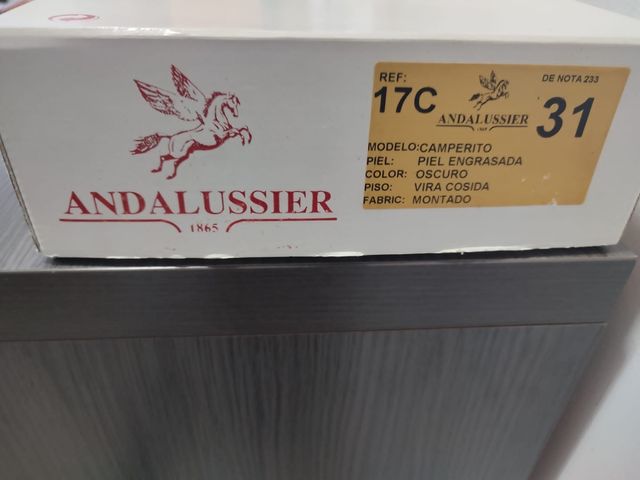 ANDALUSSIER
1865
REF:
DE NOTA 233
17C
ANDALUSSIER
1865
31
MODELO: CAMPERITO
PIEL: PIEL ENGRASADA
COLOR: OSCURO
PISO: VIRA COSIDA
FABRIC: MONTADO